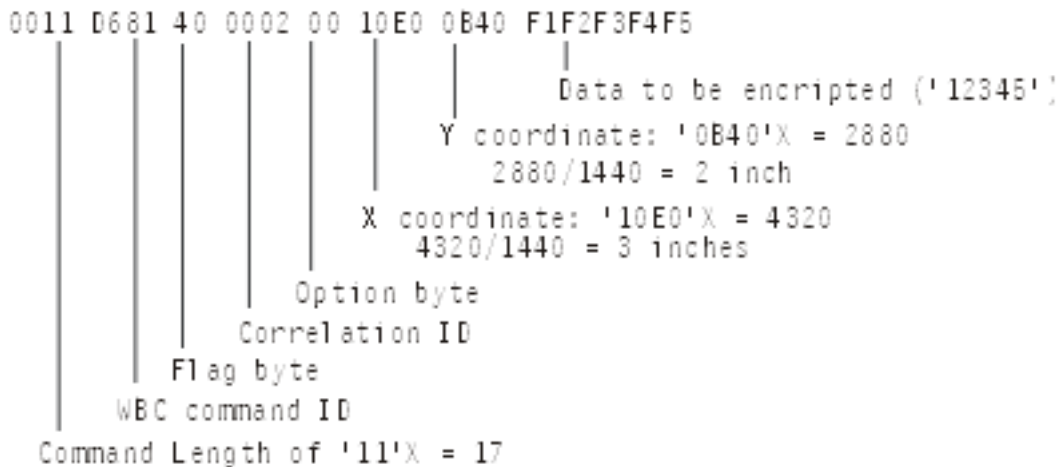 0011 D681 40 0002 00 10E0 0B40 F1F2F3F4F5
Data to be encripted ('12345')
Y coordinate: '0B40'X = 2880
2880/1440 = 2 inch
X coordinate: '10E0'X = 4320
4320/1440 = 3 inches
Option byte
Correlation ID
Flag byte
WBC command ID
Command Length of '11'X = 17